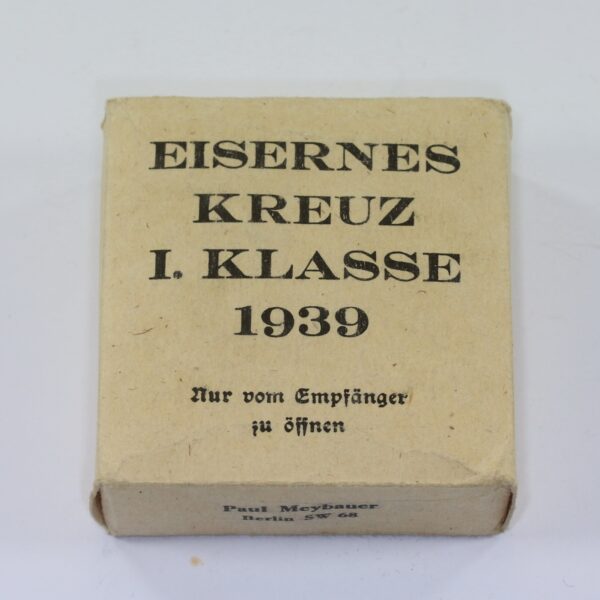 EISERNES
KREUZ
I. KLASSE
1939
Nur vom Empfänger
zu öffnen
Paul Meybauer
Berlin SW 68